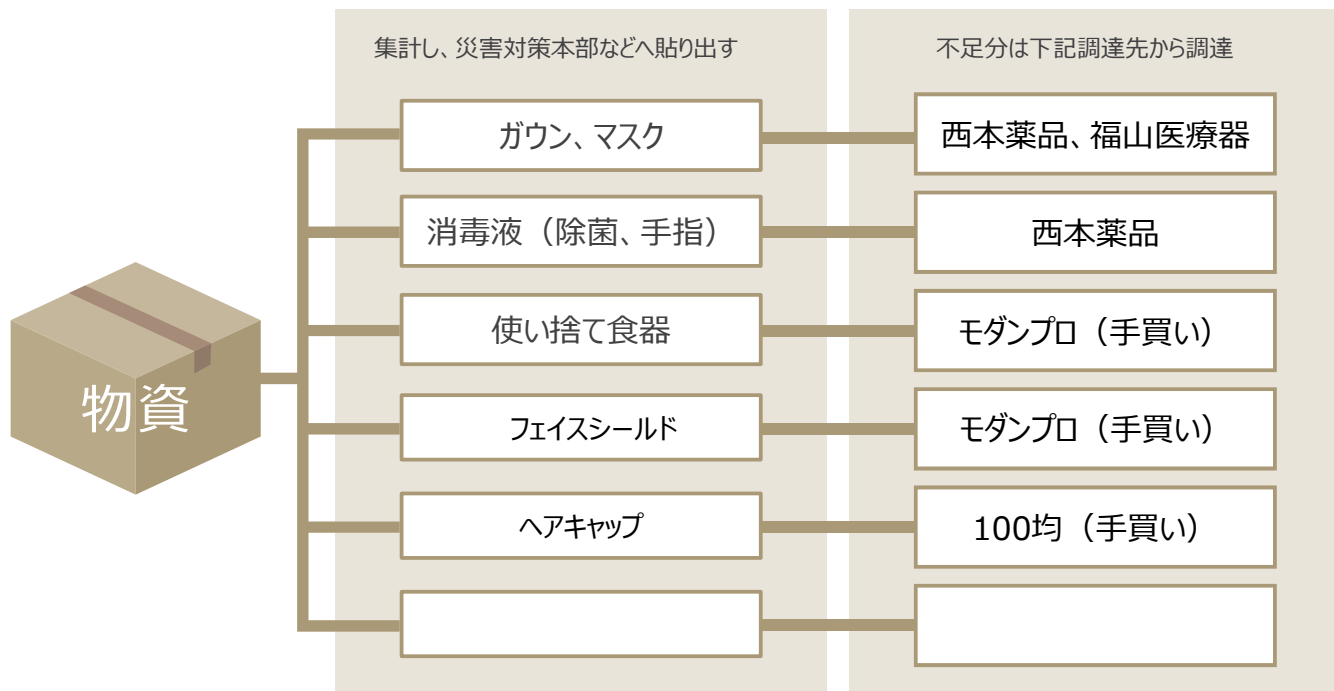 集計し、災害対策本部などへ貼り出す
不足分は下記調達先から調達
物資
ガウン、マスク
西本薬品、福山医療器
消毒液（除菌、手指）
西本薬品
使い捨て食器
モダンプロ（手買い）
フェイスシールド
モダンプロ（手買い）
ヘアキャップ
100均（手買い）